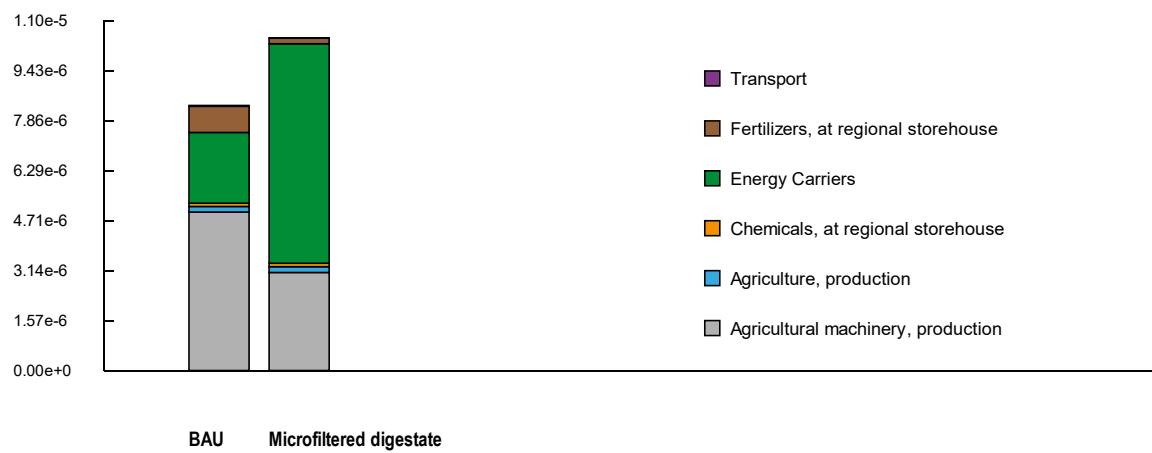 1.10e-5
9.43e-6
7.86e-6
6.29e-6
4.71e-6
3.14e-6
1.57e-6
0.00e+0
Transport
Fertilizers, at regional storehouse
Energy Carriers
Chemicals, at regional storehouse
Agriculture, production
Agricultural machinery, production
BAU
Microfiltered digestate